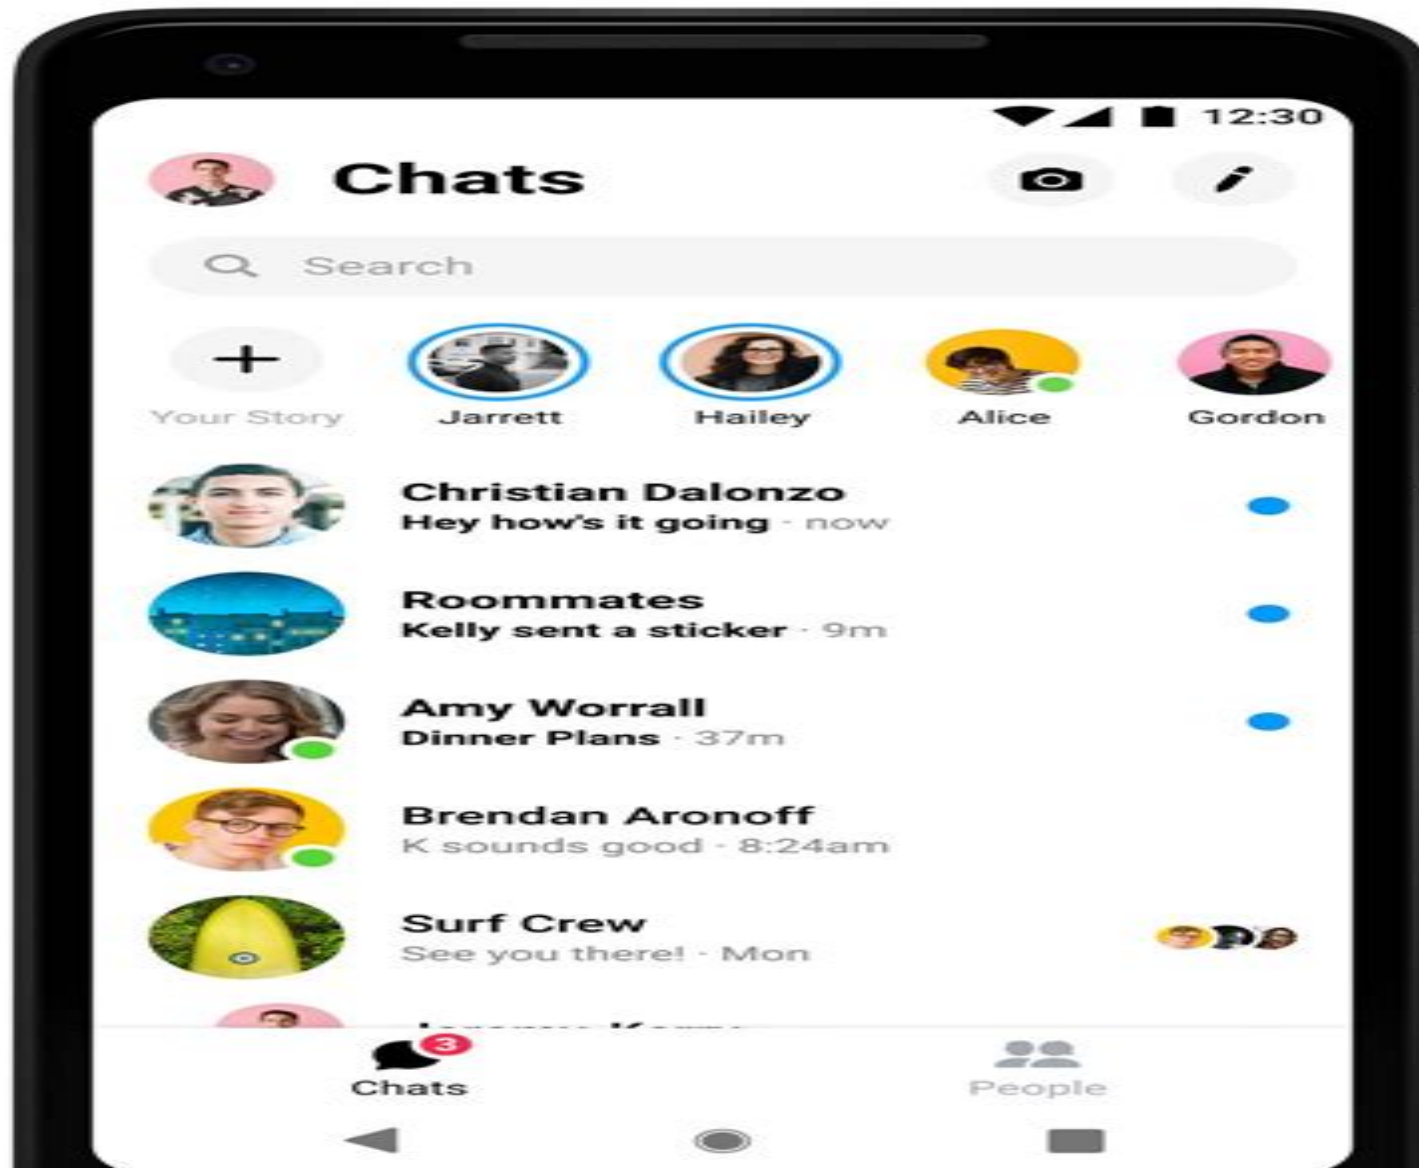 12:30
Chats
Search
Your Story
Jarrett
Hailey
Alice
Gordon
Christian Dalonzo
Hey how's it going · now
Roommates
Kelly sent a sticker · 9m
Amy Worrall
Dinner Plans · 37m
Brendan Aronoff
K sounds good · 8:24am
Surf Crew
See you there! · Mon
3
Chats
People